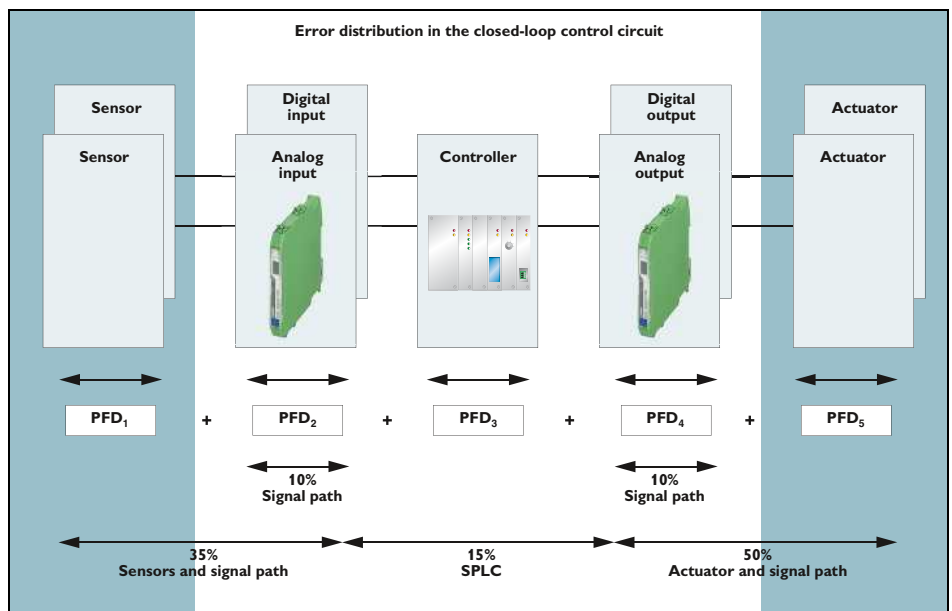 Error distribution in the closed-loop control circuit
Sensor
Digital
input
Digital
output
Actuator
Sensor
Analog
input
Controller
Analog
output
Actuator
PFD₁ + PFD₂ + PFD₃ + PFD₄ + PFD₅
10%
Signal path
10%
Signal path
35%
Sensors and signal path
15%
SPLC
50%
Actuator and signal path